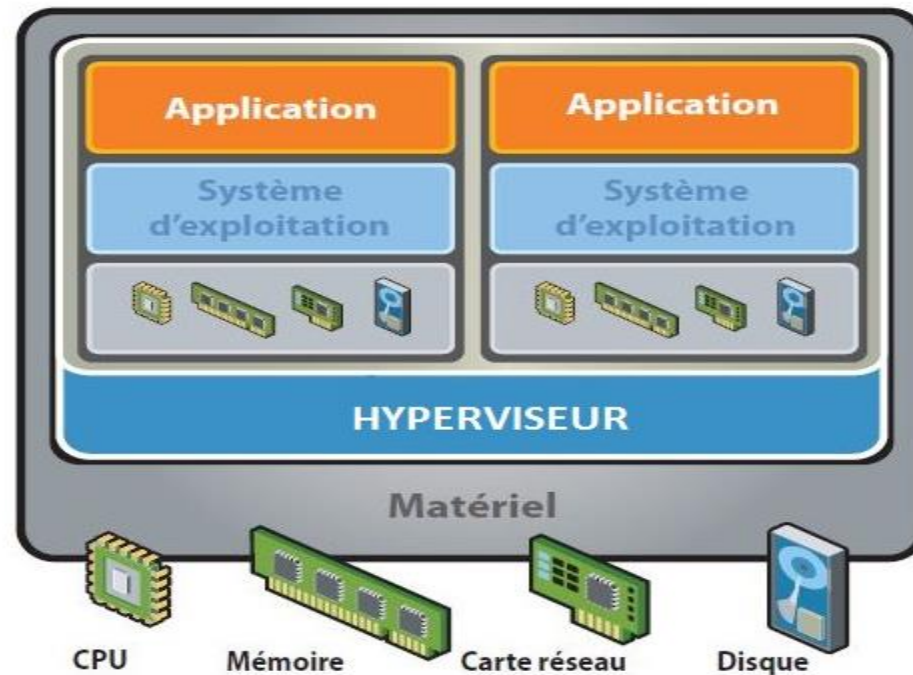 Application
Application
Système
d'exploitation
Système
d'exploitation
HYPERVISEUR
Matériel
CPU
Mémoire
Carte réseau
Disque